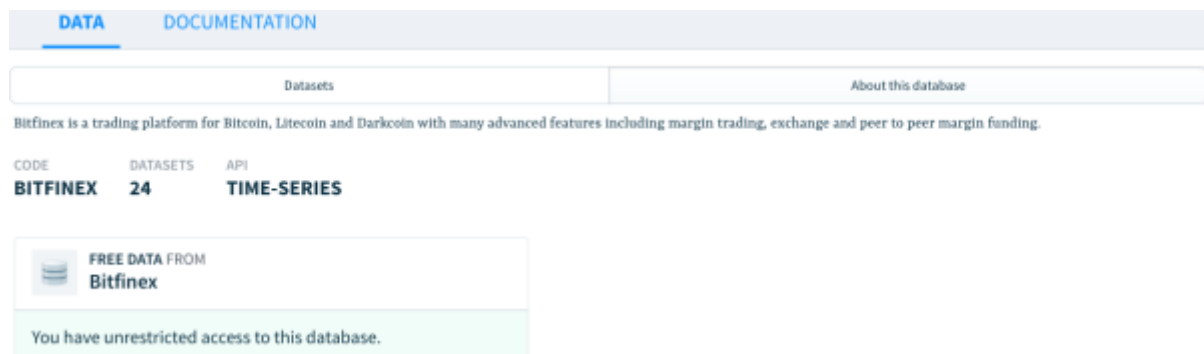 DATA DOCUMENTATION
Datasets About this database
Bitfinex is a trading platform for Bitcoin, Litecoin and Darkcoin with many advanced features including margin trading, exchange and peer to peer margin funding.
CODE DATASETS API
BITFINEX 24 TIME-SERIES
FREE DATA FROM
Bitfinex
You have unrestricted access to this database.